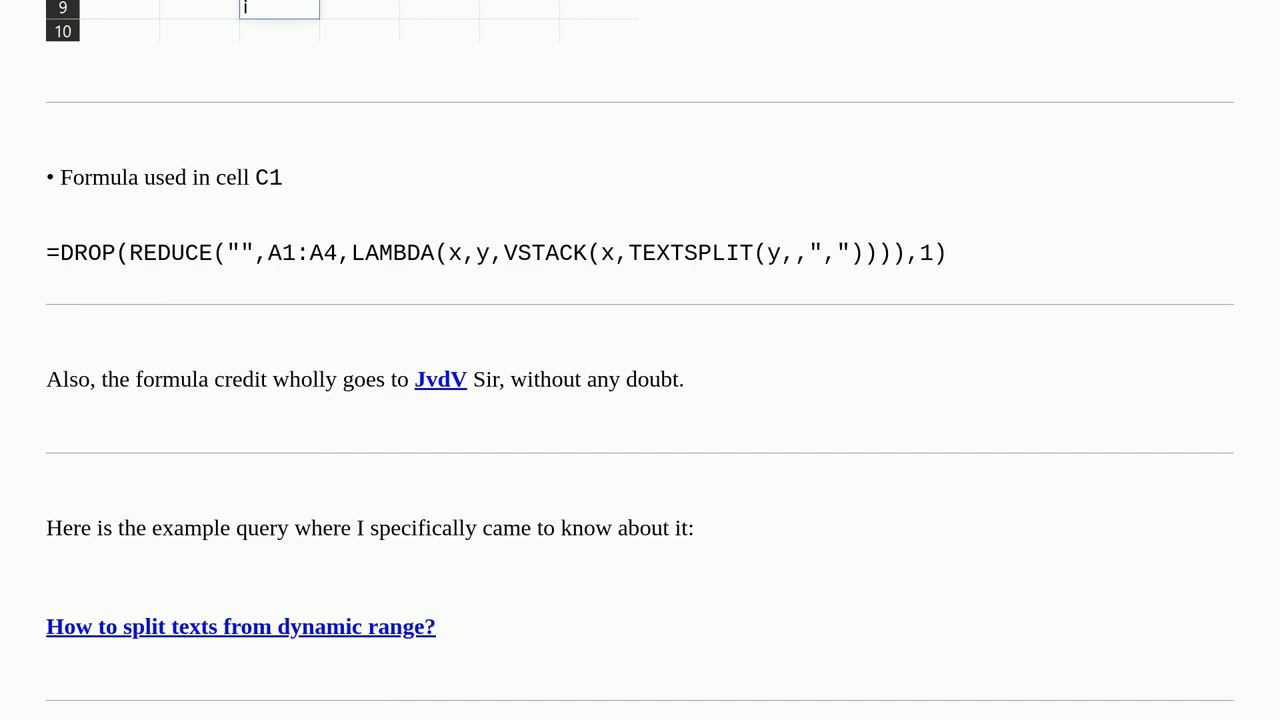 9
i
10
• Formula used in cell C1
=DROP(REDUCE("",A1:A4,LAMBDA(x,y,VSTACK(x,TEXTSPLIT(y,,",")))),1)
Also, the formula credit wholly goes to JvdV Sir, without any doubt.
Here is the example query where I specifically came to know about it:
How to split texts from dynamic range?